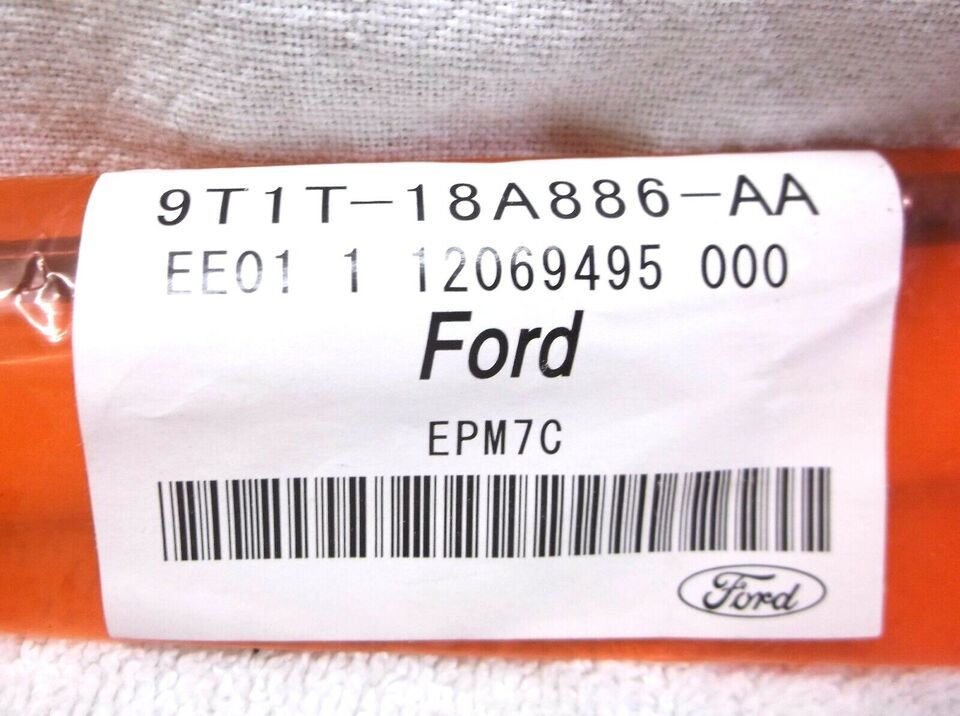 9T1T-18A886-AA
EE01 1 12069495 000
Ford
EPM7C
Ford